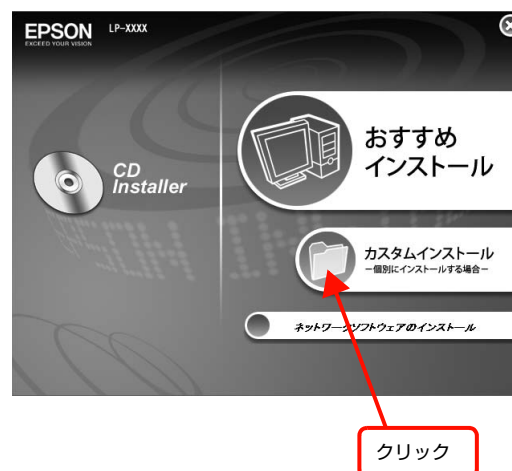 EPSON
EXCEED YOUR VISION
LP-XXXX
おすすめ
インストール
CD
Installer
カスタムインストール
－個別にインストールする場合－
ネットワークソフトウェアのインストール
クリック